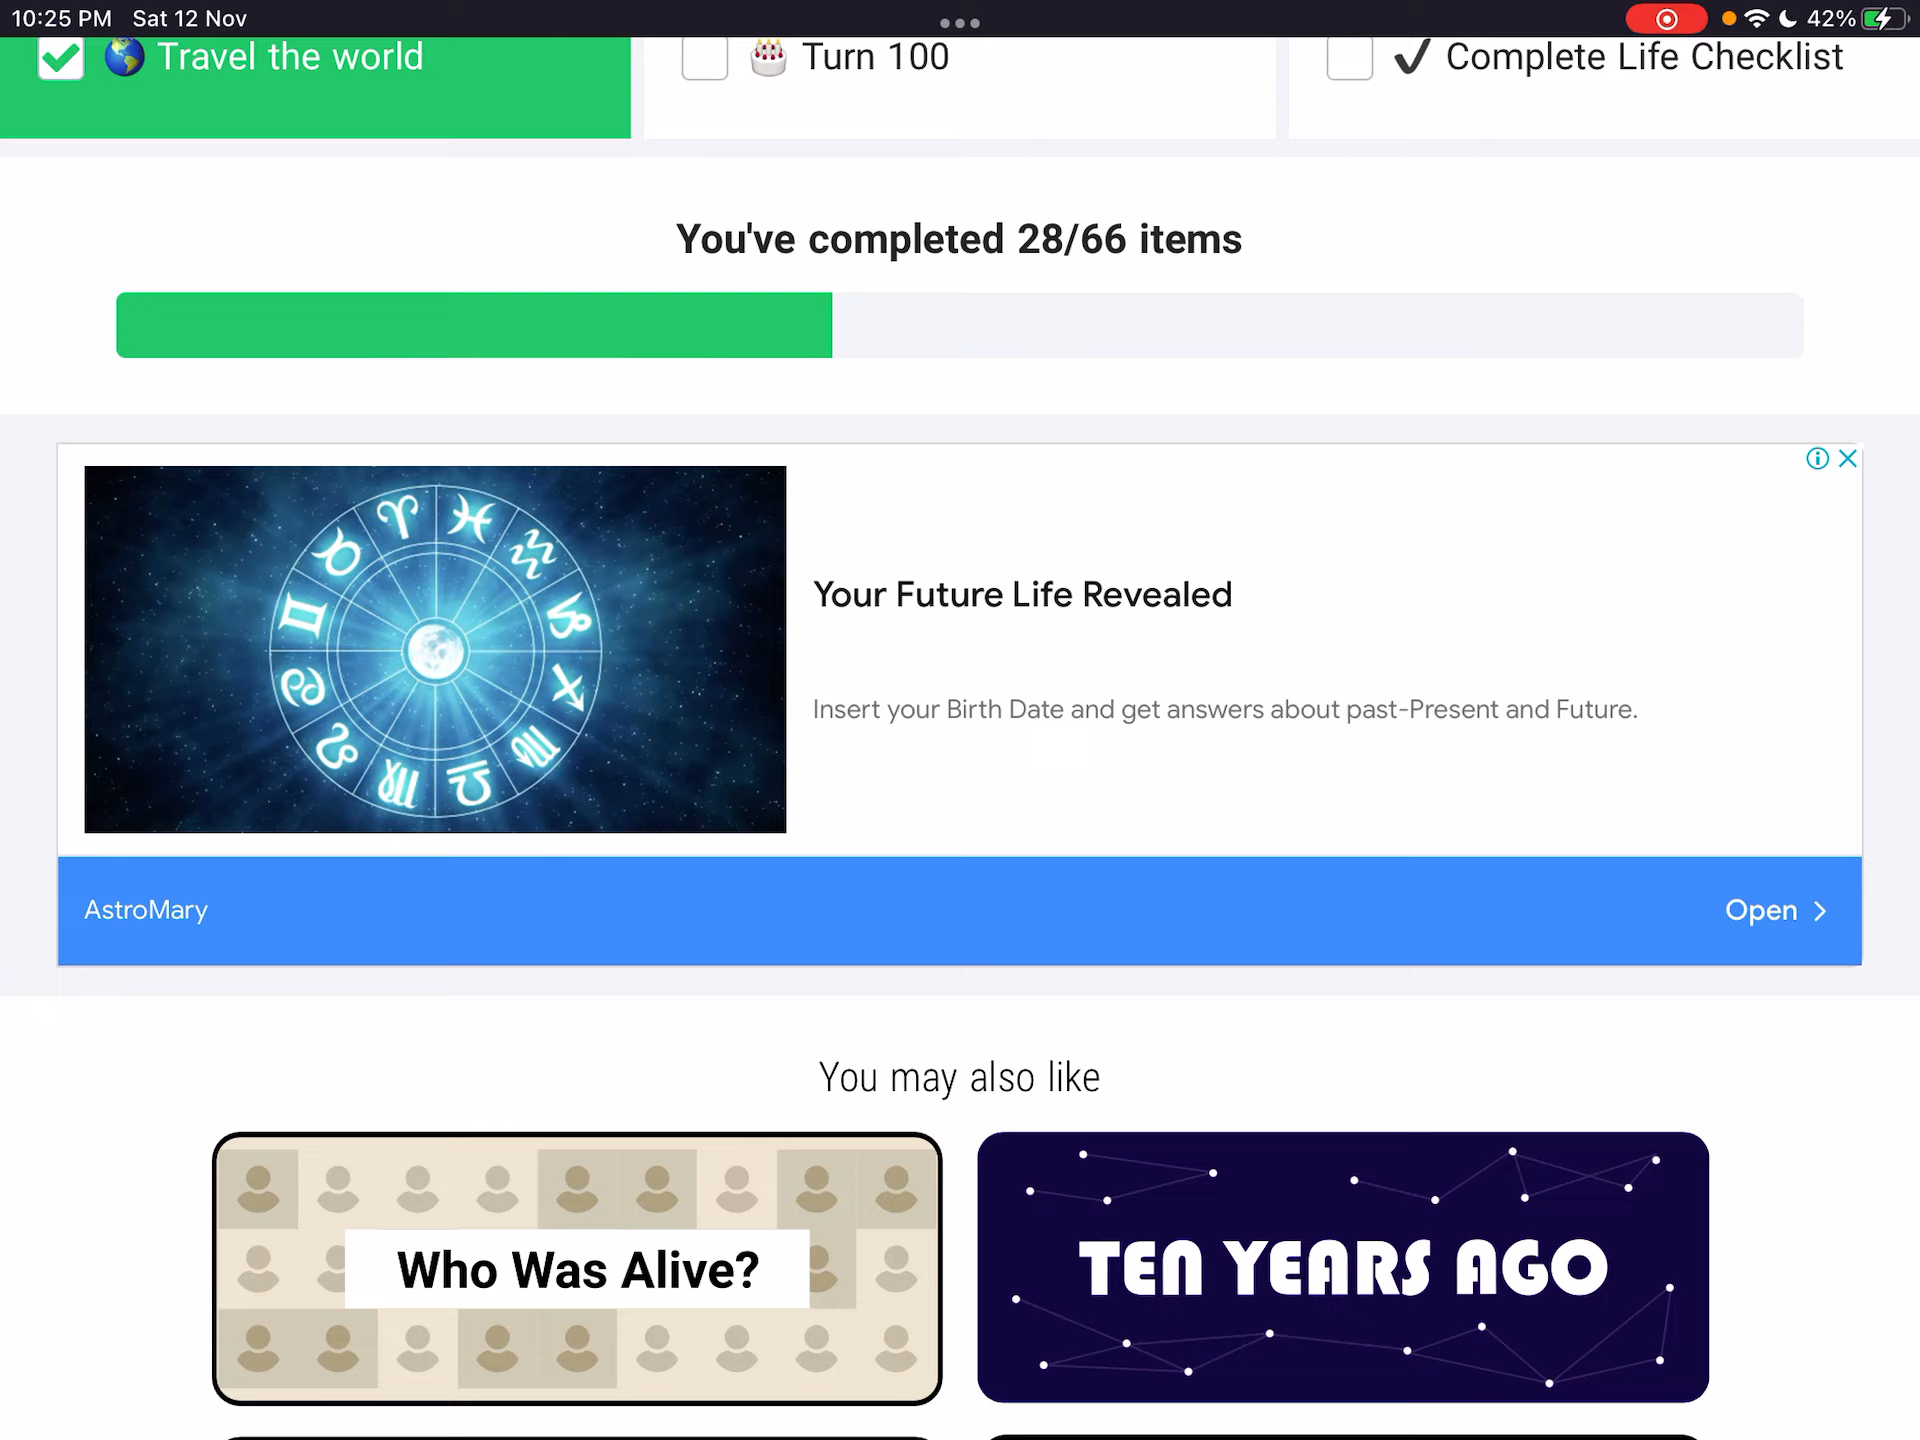 10:25 PM Sat 12 Nov 42%
Travel the world
Turn 100
Complete Life Checklist
You've completed 28/66 items
Your Future Life Revealed
Insert your Birth Date and get answers about past-Present and Future.
AstroMary
Open
You may also like
Who Was Alive?
TEN YEARS AGO